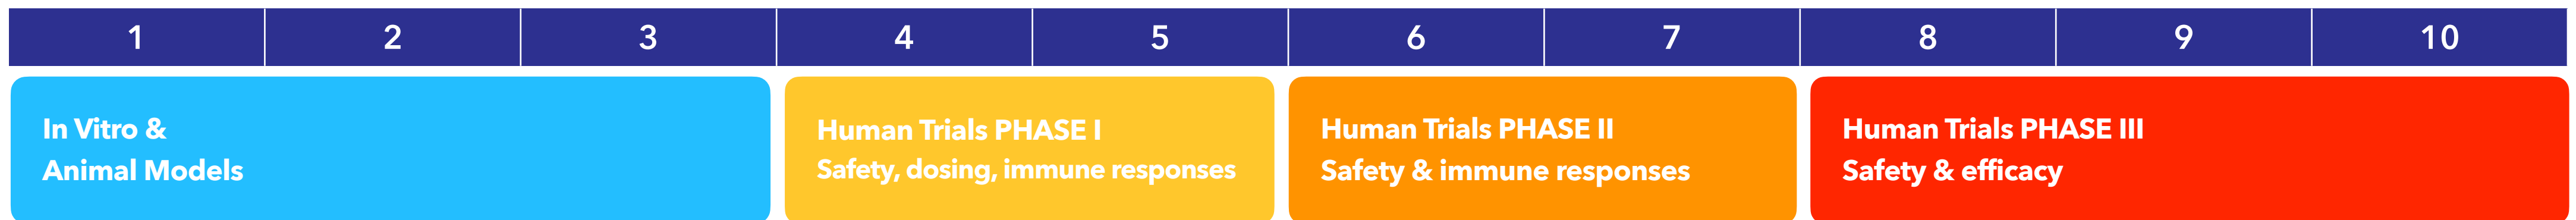 1 2 3 4 5 6 7 8 9 10
In Vitro &
Animal Models
Human Trials PHASE I
Safety, dosing, immune responses
Human Trials PHASE II
Safety & immune responses
Human Trials PHASE III
Safety & efficacy